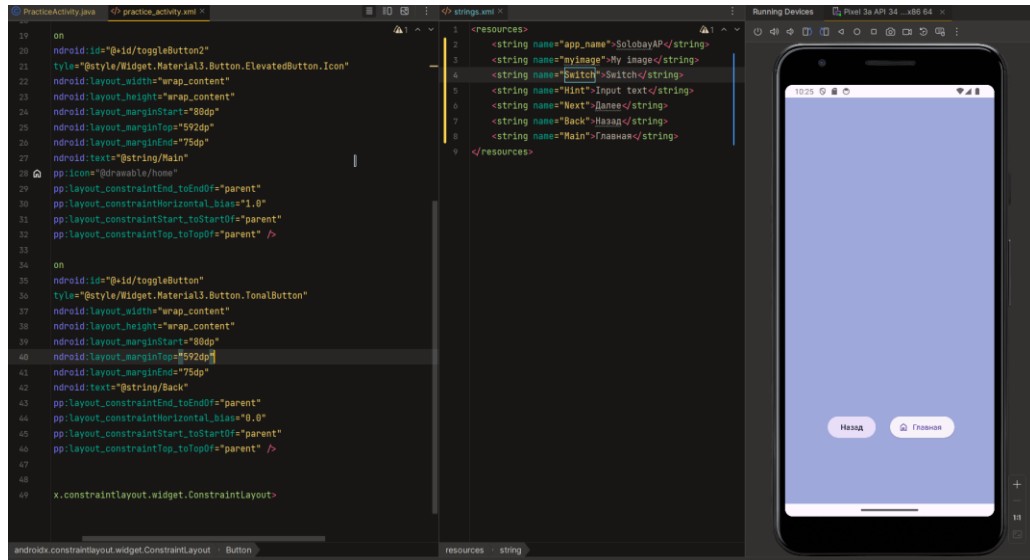 PracticeActivity.java
practice_activity.xml
strings.xml
Running Devices
Pixel 3a API 34 ...x86 64
19 on
20 ndroid:id="@+id/toggleButton2"
21 tyle="@style/Widget.Material3.Button.ElevatedButton.Icon"
22 ndroid:layout_width="wrap_content"
23 ndroid:layout_height="wrap_content"
24 ndroid:layout_marginStart="80dp"
25 ndroid:layout_marginTop="592dp"
26 ndroid:layout_marginEnd="75dp"
27 ndroid:text="@string/Main"
28 pp:icon="@drawable/home"
29 pp:layout_constraintEnd_toEndOf="parent"
30 pp:layout_constraintHorizontal_bias="1.0"
31 pp:layout_constraintStart_toStartOf="parent"
32 pp:layout_constraintTop_toTopOf="parent" />
33
34 on
35 ndroid:id="@+id/toggleButton"
36 tyle="@style/Widget.Material3.Button.TonalButton"
37 ndroid:layout_width="wrap_content"
38 ndroid:layout_height="wrap_content"
39 ndroid:layout_marginStart="80dp"
40 ndroid:layout_marginTop="592dp"
41 ndroid:layout_marginEnd="75dp"
42 ndroid:text="@string/Back"
43 pp:layout_constraintEnd_toEndOf="parent"
44 pp:layout_constraintHorizontal_bias="0.0"
45 pp:layout_constraintStart_toStartOf="parent"
46 pp:layout_constraintTop_toTopOf="parent" />
47
48
49 x.constraintlayout.widget.ConstraintLayout>
androidx.constraintlayout.widget.ConstraintLayout Button
1
1 <resources>
2 <string name="app_name">SolobayAP</string>
3 <string name="myimage">My image</string>
4 <string name="Switch">Switch</string>
5 <string name="Hint">Input text</string>
6 <string name="Next">Далее</string>
7 <string name="Back">Назад</string>
8 <string name="Main">Главная</string>
9 </resources>
1
resources string
10:25
Назад
Главная
1:1